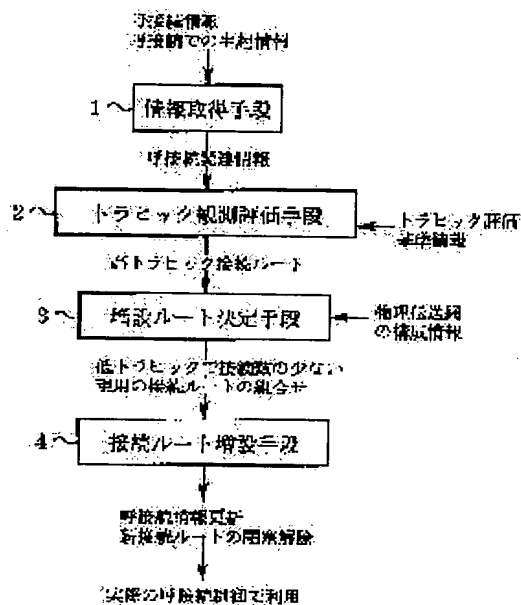 呼接続情報
呼接続での生起情報
1
情報取得手段
呼接続関連情報
2
トラヒック観測評価手段
トラヒック評価
基準情報
高トラヒック接続ルート
3
増設ルート決定手段
物理伝送網
の構成情報
低トラヒックで接続数の少ない
専用の接続ルートの組合せ
4
接続ルート増設手段
呼接続情報更新
新接続ルートの閉塞解除
実際の呼接続制御で利用